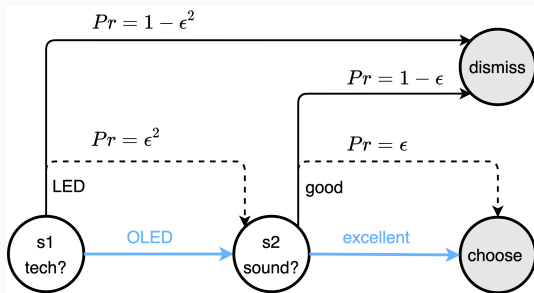 Pr = 1 − ϵ²
dismiss
Pr = 1 − ϵ
Pr = ϵ²
Pr = ϵ
LED
good
s1
tech?
OLED
s2
sound?
excellent
choose